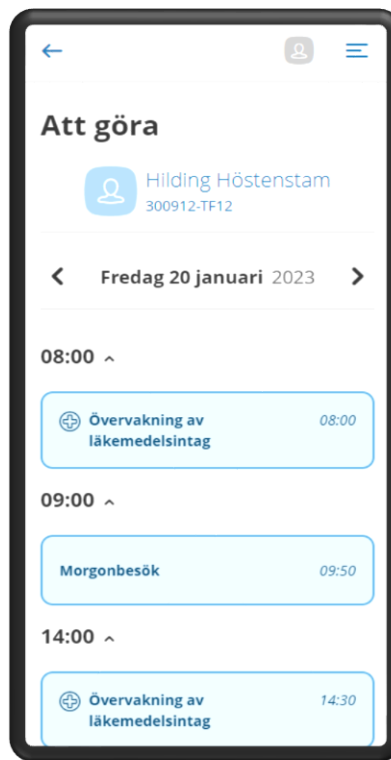 Att göra
Hilding Höstenstam
300912-TF12
Fredag 20 januari 2023
08:00
Övervakning av 08:00
läkemedelsintag
09:00
Morgonbesök 09:50
14:00
Övervakning av 14:30
läkemedelsintag